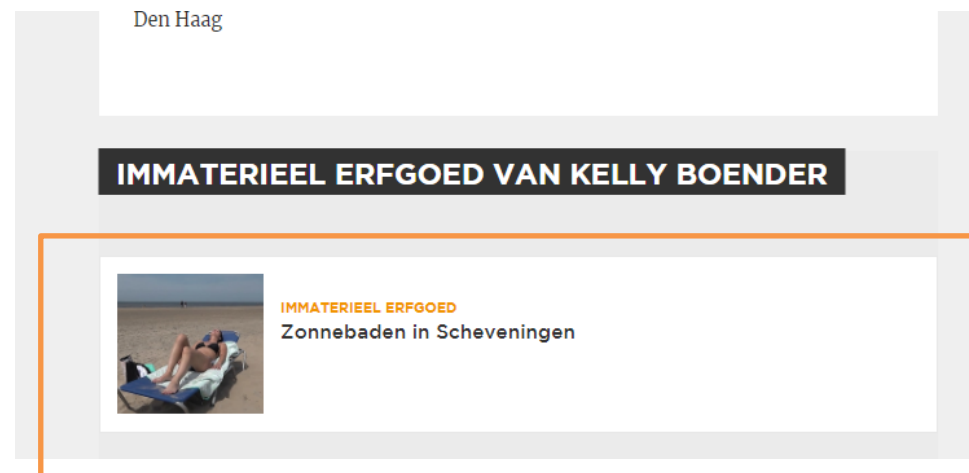 Den Haag
IMMATERIEEL ERFGOED VAN KELLY BOENDER
IMMATERIEEL ERFGOED
Zonnebaden in Scheveningen